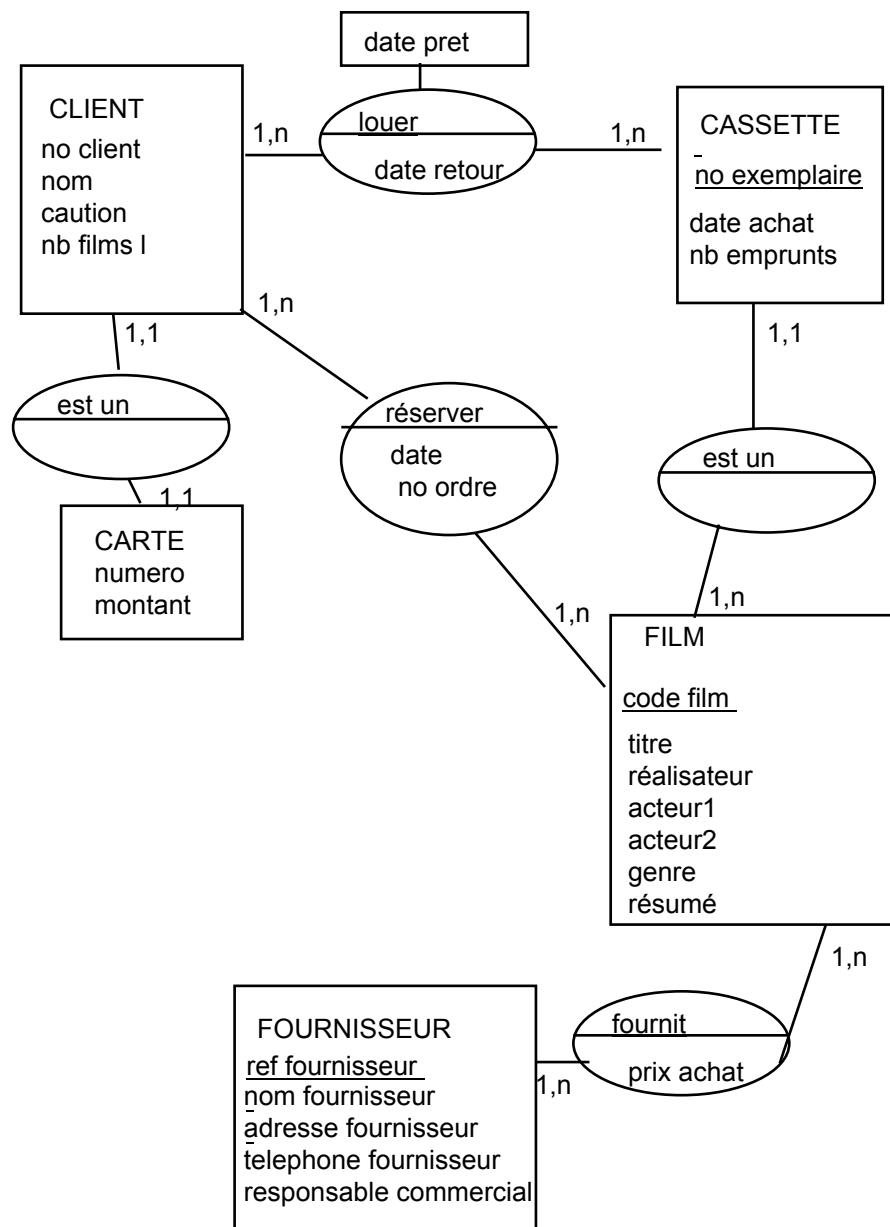 date pret
CLIENT
no client
nom
caution
nb films l
1,n
louer
date retour
1,n
CASSETTE
no exemplaire
date achat
nb emprunts
1,1
1,n
1,1
est un
réserver
date
no ordre
est un
1,1
CARTE
numero
montant
1,n
1,n
FILM
code film
titre
réalisateur
acteur1
acteur2
genre
résumé
1,n
FOURNISSEUR
ref fournisseur
nom fournisseur
adresse fournisseur
telephone fournisseur
responsable commercial
1,n
fournit
prix achat